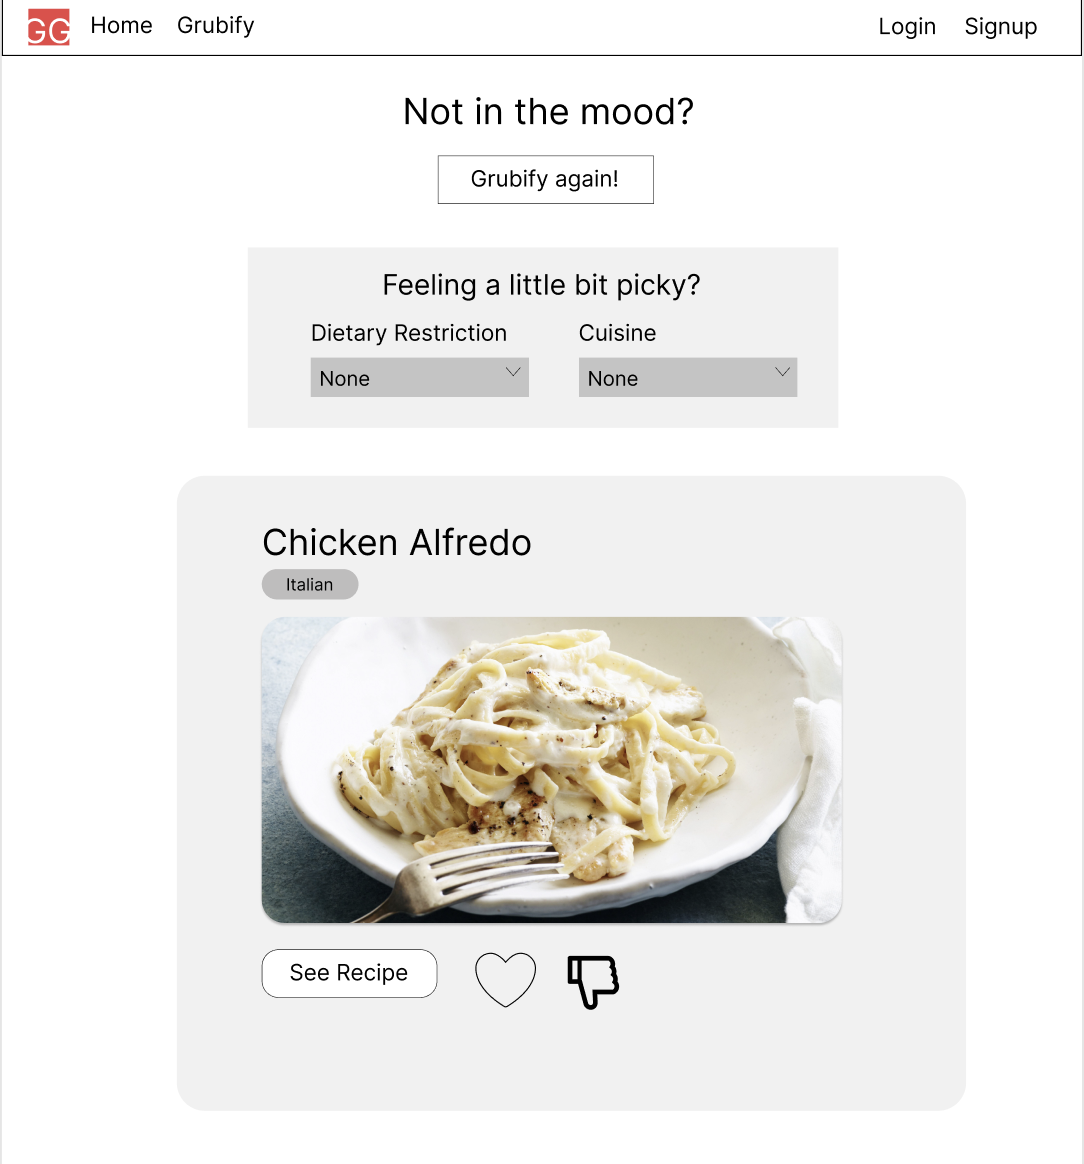 GG Home Grubify Login Signup
Not in the mood?
Grubify again!
Feeling a little bit picky?
Dietary Restriction Cuisine
None None
Chicken Alfredo
Italian
See Recipe